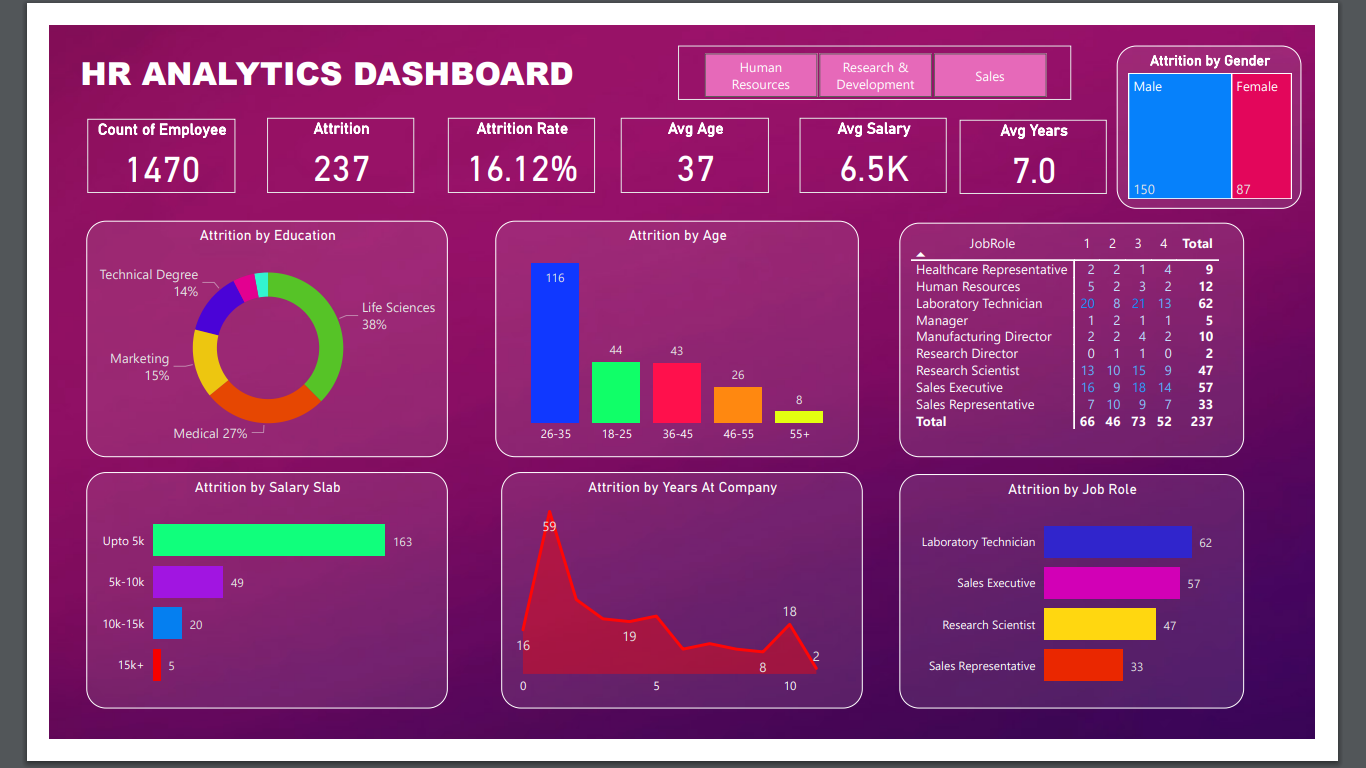 HR ANALYTICS DASHBOARD
Human
Resources
Research &
Development
Sales
Attrition by Gender
Male
Female
150
87
Count of Employee
1470
Attrition
237
Attrition Rate
16.12%
Avg Age
37
Avg Salary
6.5K
Avg Years
7.0
Attrition by Education
Technical Degree
14%
Life Sciences
38%
Marketing
15%
Medical 27%
Attrition by Age
116
44
43
26
8
26-35 18-25 36-45 46-55 55+
JobRole 1 2 3 4 Total
Healthcare Representative 2 2 1 4 9
Human Resources 5 2 3 2 12
Laboratory Technician 20 8 21 13 62
Manager 1 2 1 1 5
Manufacturing Director 2 2 4 2 10
Research Director 0 1 1 0 2
Research Scientist 13 10 15 9 47
Sales Executive 16 9 18 14 57
Sales Representative 7 10 9 7 33
Total 66 46 73 52 237
Attrition by Salary Slab
Upto 5k 163
5k-10k 49
10k-15k 20
15k+ 5
Attrition by Years At Company
59
18
19
16
2
8
0 5 10
Attrition by Job Role
Laboratory Technician 62
Sales Executive 57
Research Scientist 47
Sales Representative 33